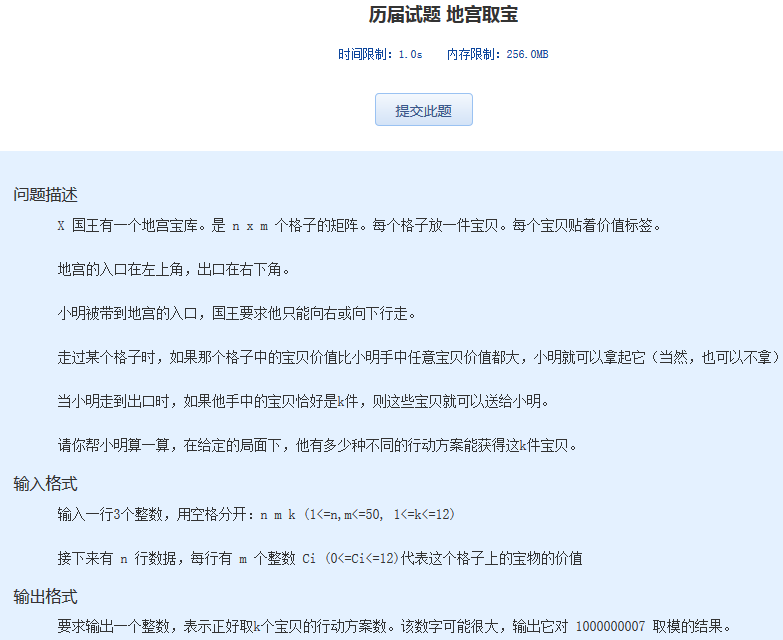 历届试题 地宫取宝
时间限制：1.0s 内存限制：256.0MB
提交此题
问题描述
X 国王有一个地宫宝库。是 n x m 个格子的矩阵。每个格子放一件宝贝。每个宝贝贴着价值标签。
地宫的入口在左上角，出口在右下角。
小明被带到地宫的入口，国王要求他只能向右或向下行走。
走过某个格子时，如果那个格子中的宝贝价值比小明手中任意宝贝价值都大，小明就可以拿起它（当然，也可以不拿）
当小明走到出口时，如果他手中的宝贝恰好是k件，则这些宝贝就可以送给小明。
请你帮小明算一算，在给定的局面下，他有多少种不同的行动方案能获得这k件宝贝。
输入格式
输入一行3个整数，用空格分开：n m k (1<=n,m<=50, 1<=k<=12)
接下来有 n 行数据，每行有 m 个整数 Ci (0<=Ci<=12)代表这个格子上的宝物的价值
输出格式
要求输出一个整数，表示正好取k个宝贝的行动方案数。该数字可能很大，输出它对 1000000007 取模的结果。